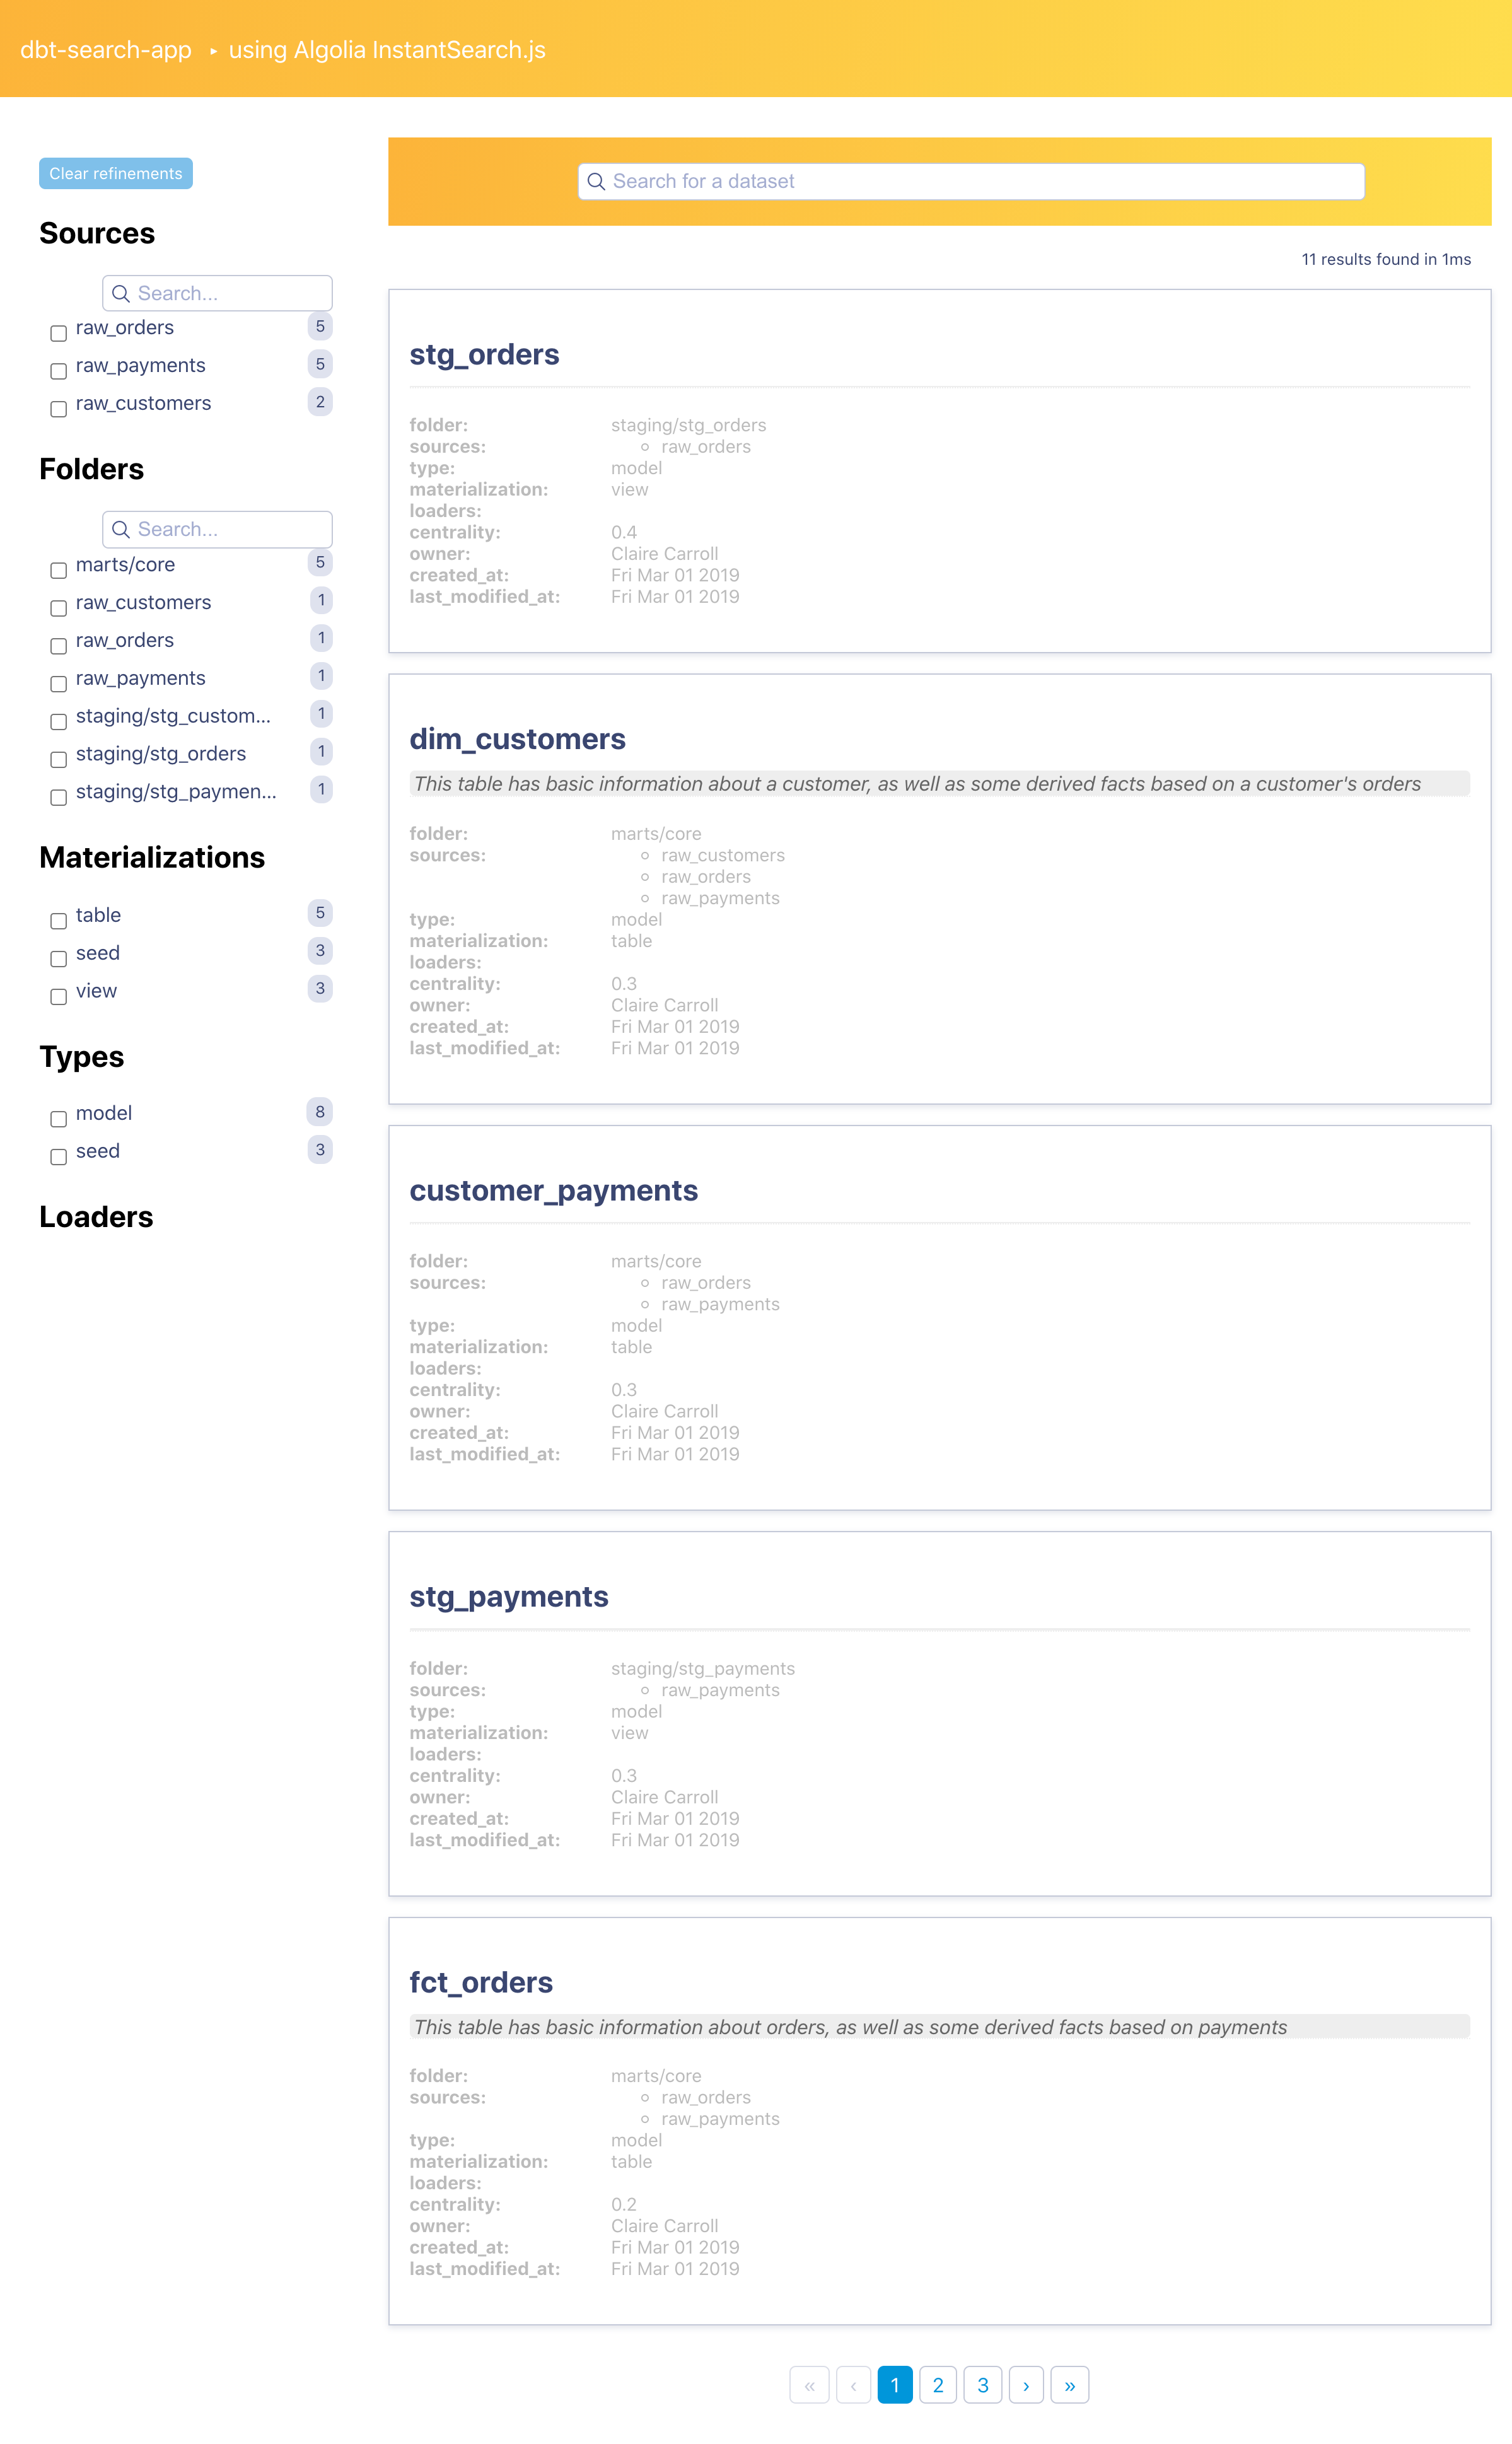 dbt-search-app ▸ using Algolia InstantSearch.js
Clear refinements
Sources
Search...
raw_orders 5
raw_payments 5
raw_customers 2
Folders
Search...
marts/core 5
raw_customers 1
raw_orders 1
raw_payments 1
staging/stg_custom... 1
staging/stg_orders 1
staging/stg_paymen... 1
Materializations
table 5
seed 3
view 3
Types
model 8
seed 3
Loaders
Search for a dataset
11 results found in 1ms
stg_orders
folder: staging/stg_orders
sources: raw_orders
type: model
materialization: view
loaders:
centrality: 0.4
owner: Claire Carroll
created_at: Fri Mar 01 2019
last_modified_at: Fri Mar 01 2019
dim_customers
This table has basic information about a customer, as well as some derived facts based on a customer's orders
folder: marts/core
sources: raw_customers
raw_orders
raw_payments
type: model
materialization: table
loaders:
centrality: 0.3
owner: Claire Carroll
created_at: Fri Mar 01 2019
last_modified_at: Fri Mar 01 2019
customer_payments
folder: marts/core
sources: raw_orders
raw_payments
type: model
materialization: table
loaders:
centrality: 0.3
owner: Claire Carroll
created_at: Fri Mar 01 2019
last_modified_at: Fri Mar 01 2019
stg_payments
folder: staging/stg_payments
sources: raw_payments
type: model
materialization: view
loaders:
centrality: 0.3
owner: Claire Carroll
created_at: Fri Mar 01 2019
last_modified_at: Fri Mar 01 2019
fct_orders
This table has basic information about orders, as well as some derived facts based on payments
folder: marts/core
sources: raw_orders
raw_payments
type: model
materialization: table
loaders:
centrality: 0.2
owner: Claire Carroll
created_at: Fri Mar 01 2019
last_modified_at: Fri Mar 01 2019
« ‹ 1 2 3 › »